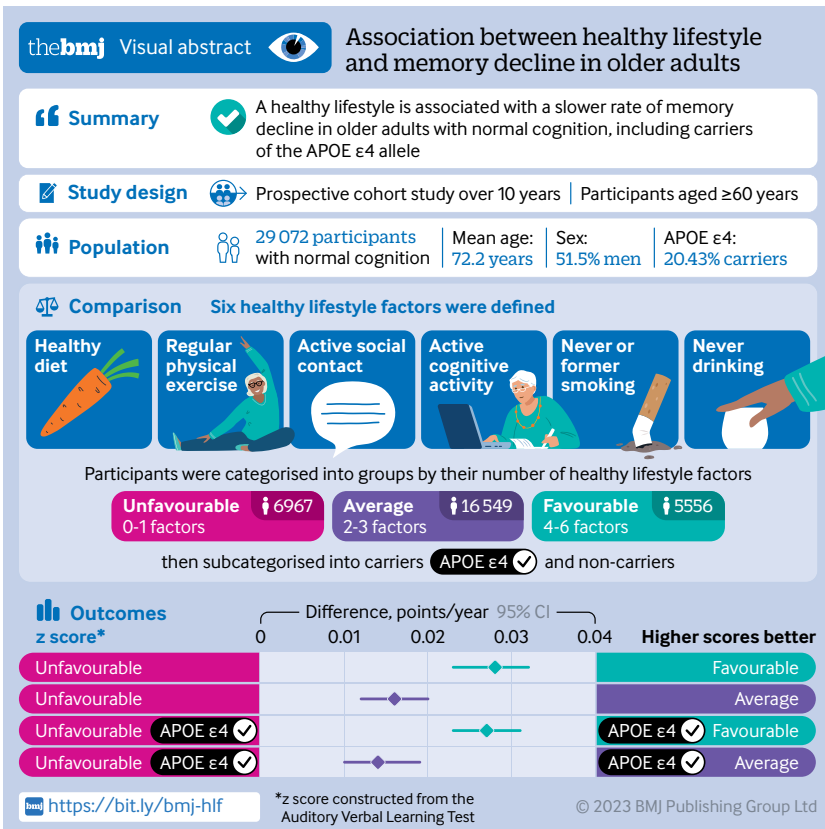 thebmj Visual abstract
Association between healthy lifestyle
and memory decline in older adults
Summary
A healthy lifestyle is associated with a slower rate of memory
decline in older adults with normal cognition, including carriers
of the APOE ε4 allele
Study design
Prospective cohort study over 10 years | Participants aged ≥60 years
Population
29 072 participants
with normal cognition
Mean age:
72.2 years
Sex:
51.5% men
APOE ε4:
20.43% carriers
Comparison
Six healthy lifestyle factors were defined
Healthy
diet
Regular
physical
exercise
Active social
contact
Active
cognitive
activity
Never or
former
smoking
Never
drinking
Participants were categorised into groups by their number of healthy lifestyle factors
Unfavourable 6967
0-1 factors
Average 16 549
2-3 factors
Favourable 5556
4-6 factors
then subcategorised into carriers APOE ε4 and non-carriers
Outcomes
z score*
Difference, points/year 95% CI
0 0.01 0.02 0.03 0.04
Higher scores better
Unfavourable Favourable
Unfavourable Average
Unfavourable APOE ε4 APOE ε4 Favourable
Unfavourable APOE ε4 APOE ε4 Average
bmj https://bit.ly/bmj-hlf
*z score constructed from the
Auditory Verbal Learning Test
© 2023 BMJ Publishing Group Ltd